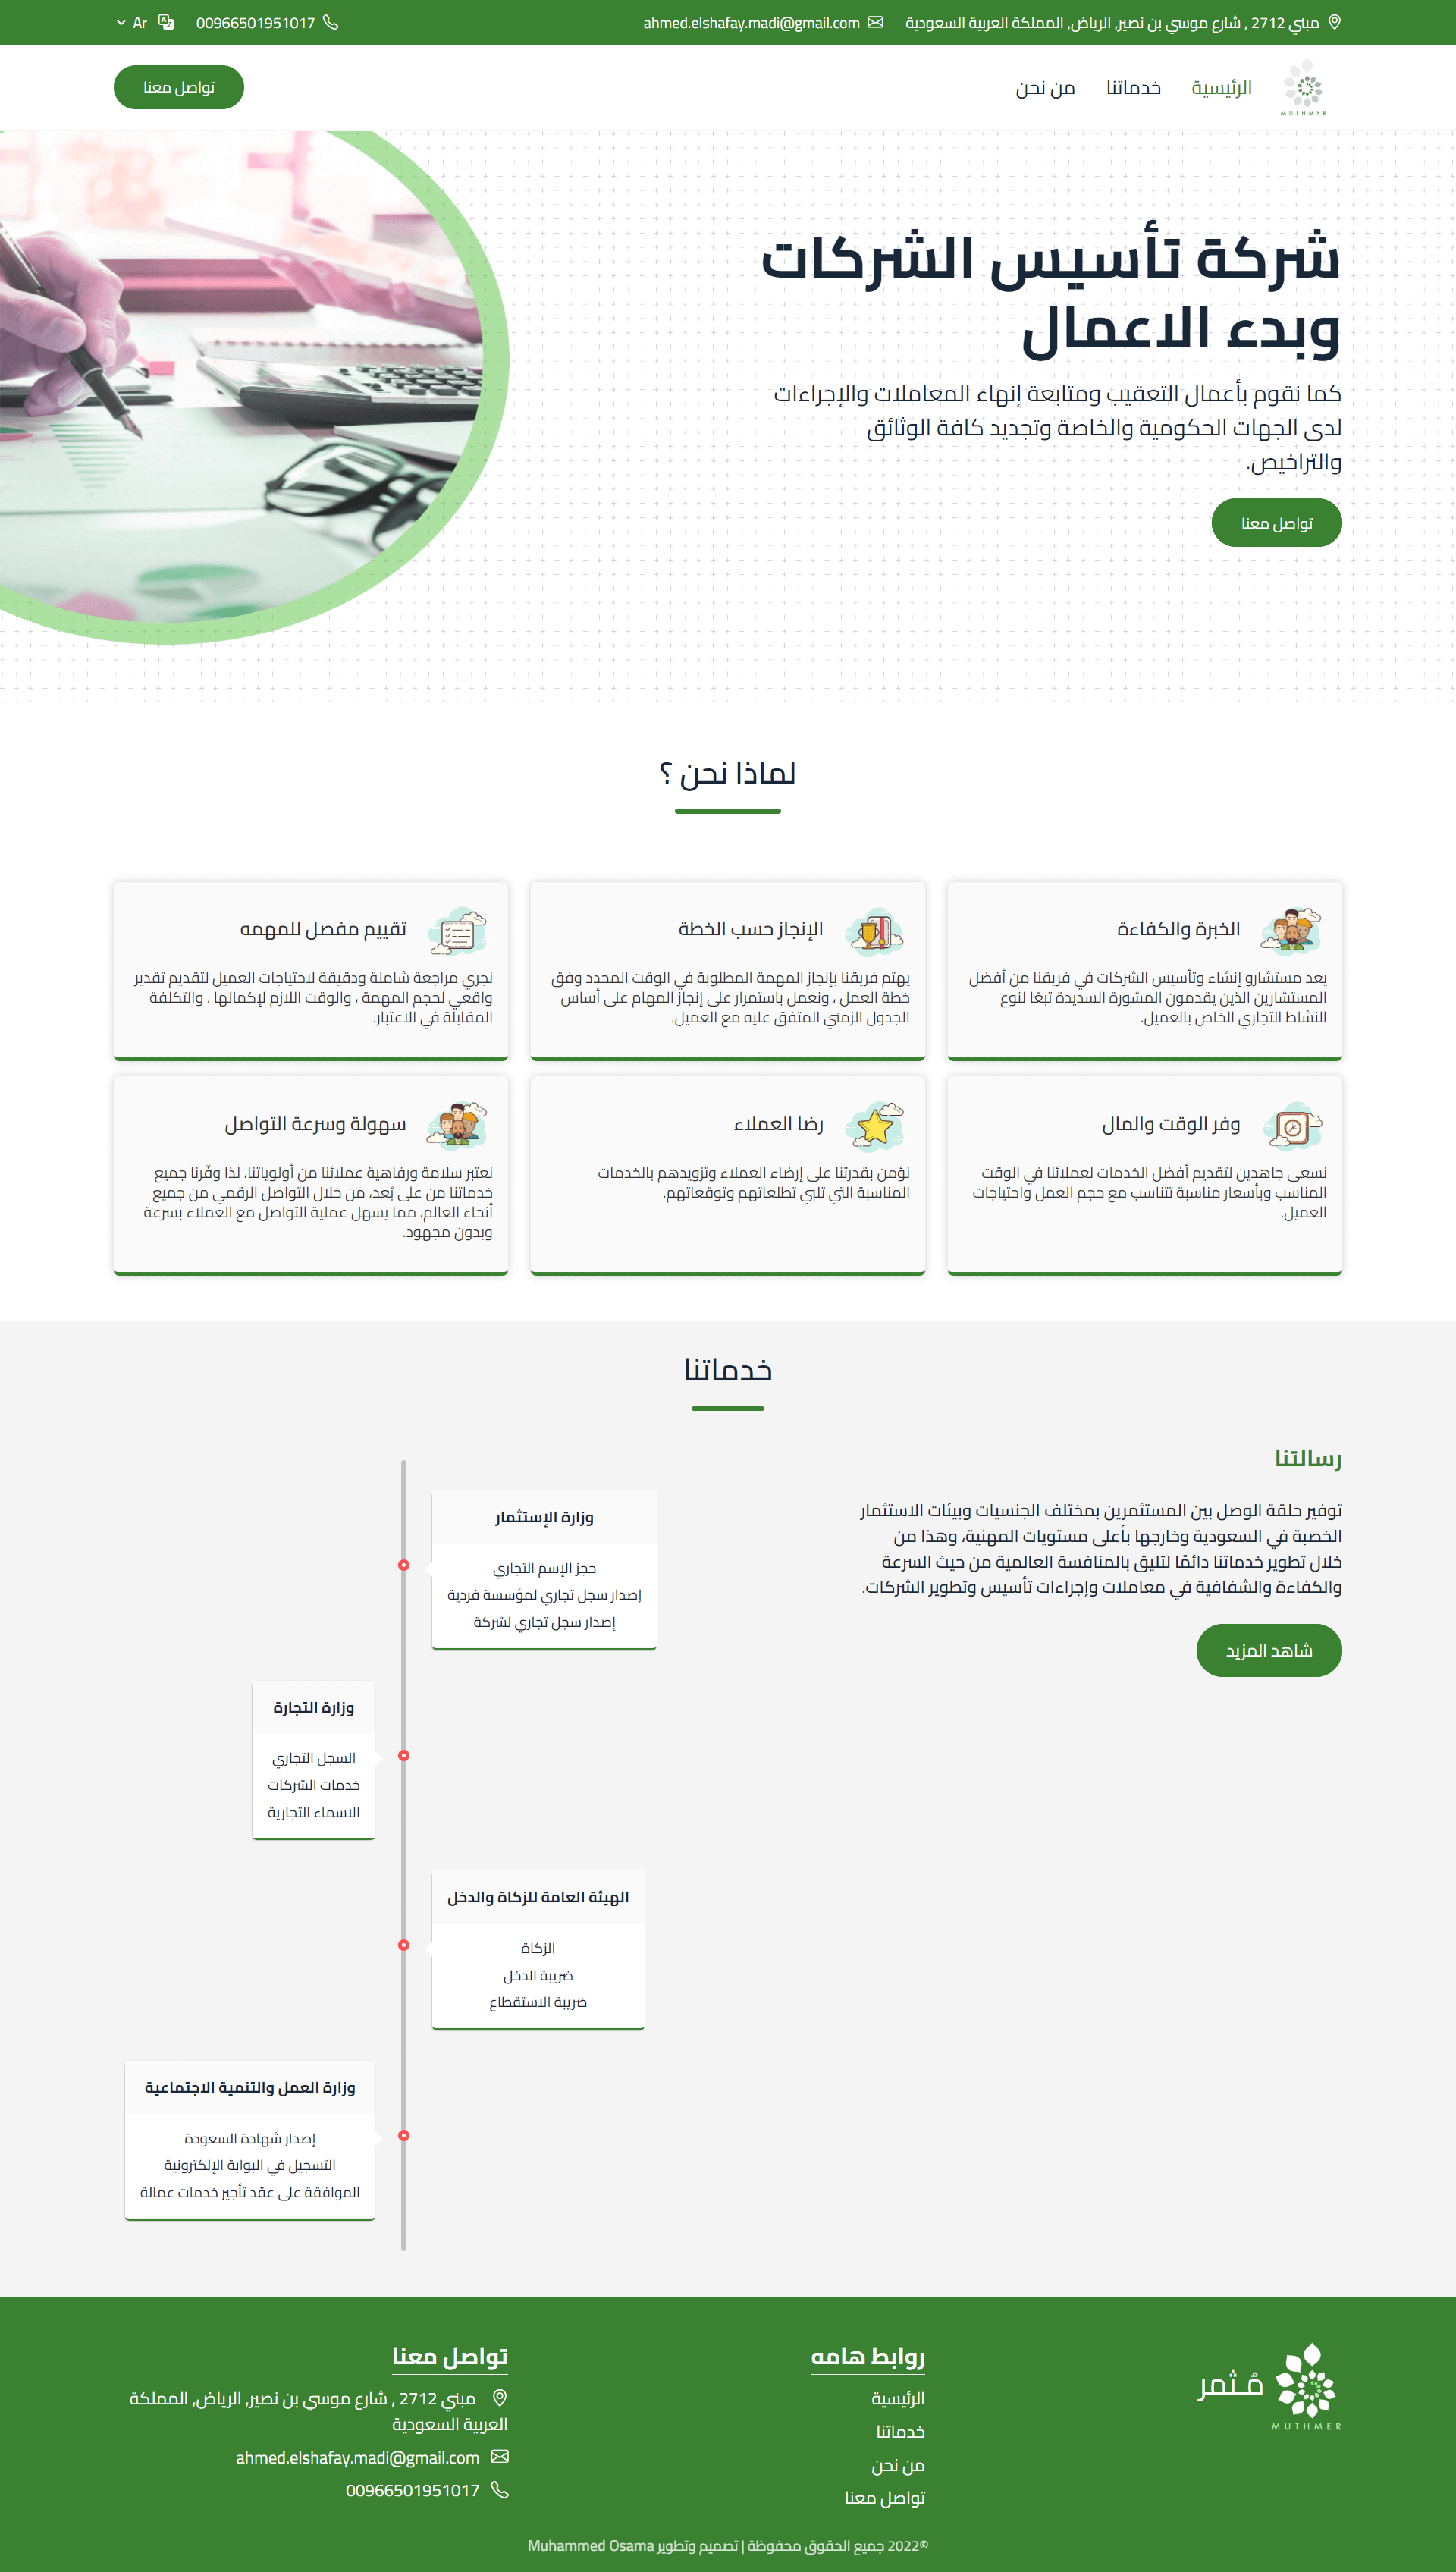 مبني 2712 , شارع موسي بن نصير, الرياض, المملكة العربية السعودية
ahmed.elshafay.madi@gmail.com
00966501951017
Ar
MUTHMER
الرئيسية
خدماتنا
من نحن
تواصل معنا
شركة تأسيس الشركات
وبدء الاعمال
كما نقوم بأعمال التعقيب ومتابعة إنهاء المعاملات والإجراءات
لدى الجهات الحكومية والخاصة وتجديد كافة الوثائق
والتراخيص.
تواصل معنا
لماذا نحن ؟
الخبرة والكفاءة
يعد مستشارو إنشاء وتأسيس الشركات في فريقنا من أفضل
المستشارين الذين يقدمون المشورة السديدة تبعًا لنوع
النشاط التجاري الخاص بالعميل.
الإنجاز حسب الخطة
يهتم فريقنا بإنجاز المهمة المطلوبة في الوقت المحدد وفق
خطة العمل ، ونعمل باستمرار على إنجاز المهام على أساس
الجدول الزمني المتفق عليه مع العميل.
تقييم مفصل للمهمه
نجري مراجعة شاملة ودقيقة لاحتياجات العميل لتقديم تقدير
واقعي لحجم المهمة ، والوقت اللازم لإكمالها ، والتكلفة
المقابلة في الاعتبار.
وفر الوقت والمال
نسعى جاهدين لتقديم أفضل الخدمات لعملائنا في الوقت
المناسب وبأسعار مناسبة تتناسب مع حجم العمل واحتياجات
العميل.
رضا العملاء
نؤمن بقدرتنا على إرضاء العملاء وتزويدهم بالخدمات
المناسبة التي تلبي تطلعاتهم وتوقعاتهم.
سهولة وسرعة التواصل
نعتبر سلامة ورفاهية عملائنا من أولوياتنا، لذا وفّرنا جميع
خدماتنا من على بُعد، من خلال التواصل الرقمي من جميع
أنحاء العالم، مما يسهل عملية التواصل مع العملاء بسرعة
وبدون مجهود.
خدماتنا
رسالتنا
توفير حلقة الوصل بين المستثمرين بمختلف الجنسيات وبيئات الاستثمار
الخصبة في السعودية وخارجها بأعلى مستويات المهنية، وهذا من
خلال تطوير خدماتنا دائمًا لتليق بالمنافسة العالمية من حيث السرعة
والكفاءة والشفافية في معاملات وإجراءات تأسيس وتطوير الشركات.
شاهد المزيد
وزارة الإستثمار
حجز الإسم التجاري
إصدار سجل تجاري لمؤسسة فردية
إصدار سجل تجاري لشركة
وزارة التجارة
السجل التجاري
خدمات الشركات
الاسماء التجارية
الهيئة العامة للزكاة والدخل
الزكاة
ضريبة الدخل
ضريبة الاستقطاع
وزارة العمل والتنمية الاجتماعية
إصدار شهادة السعودة
التسجيل في البوابة الإلكترونية
الموافقة على عقد تأجير خدمات عمالة
مُـثمر
MUTHMER
روابط هامه
الرئيسية
خدماتنا
من نحن
تواصل معنا
تواصل معنا
مبني 2712 , شارع موسي بن نصير, الرياض, المملكة
العربية السعودية
ahmed.elshafay.madi@gmail.com
00966501951017
©2022 جميع الحقوق محفوظة | تصميم وتطوير Muhammed Osama